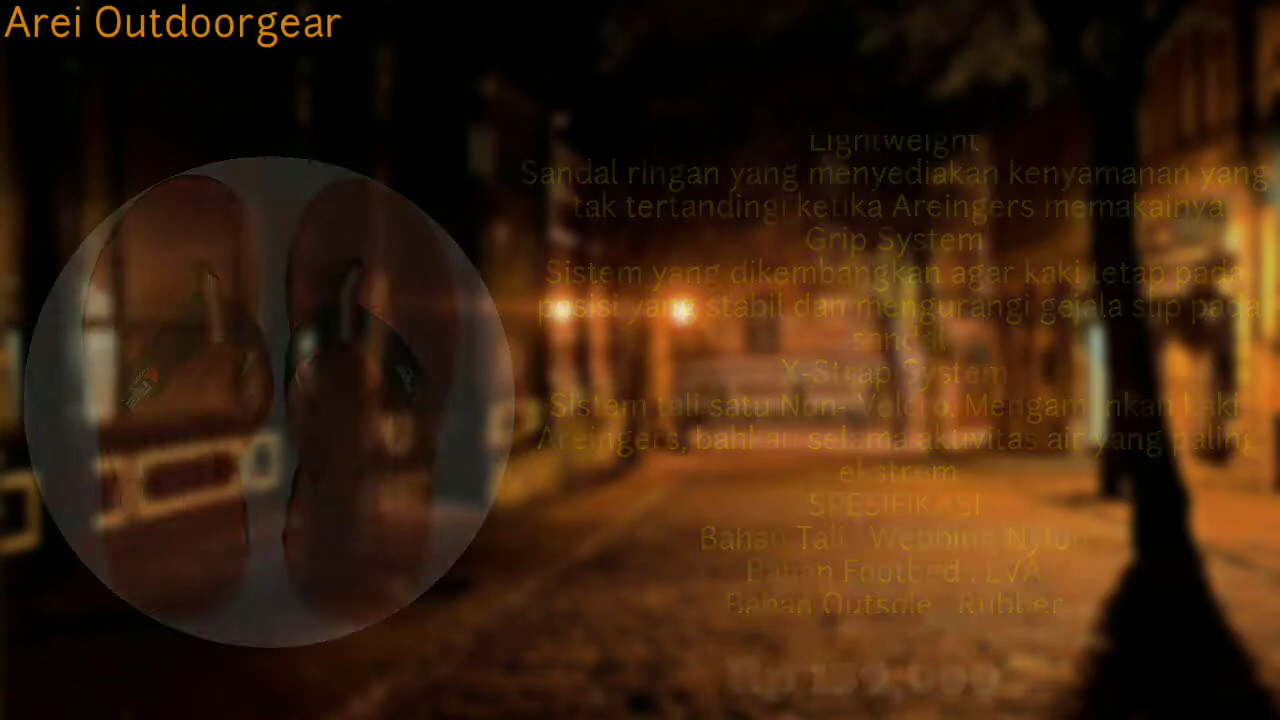 Arei Outdoorgear
Lightweight
Sandal ringan yang menyediakan kenyamanan yang
tak tertandingi ketika Areingers memakainya
Grip System
Sistem yang dikembangkan agar kaki tetap pada
posisi yang stabil dan mengurangi gejala slip pada
sandal
X-Strap System
Sistem tali satu Non- Velcro. Mengamankan kaki
Areingers, bahkan selama aktivitas air yang paling
ekstrem
SPESIFIKASI
Bahan Tali : Webbing Nylon
Bahan Footbed : EVA
Bahan Outsole : Rubber